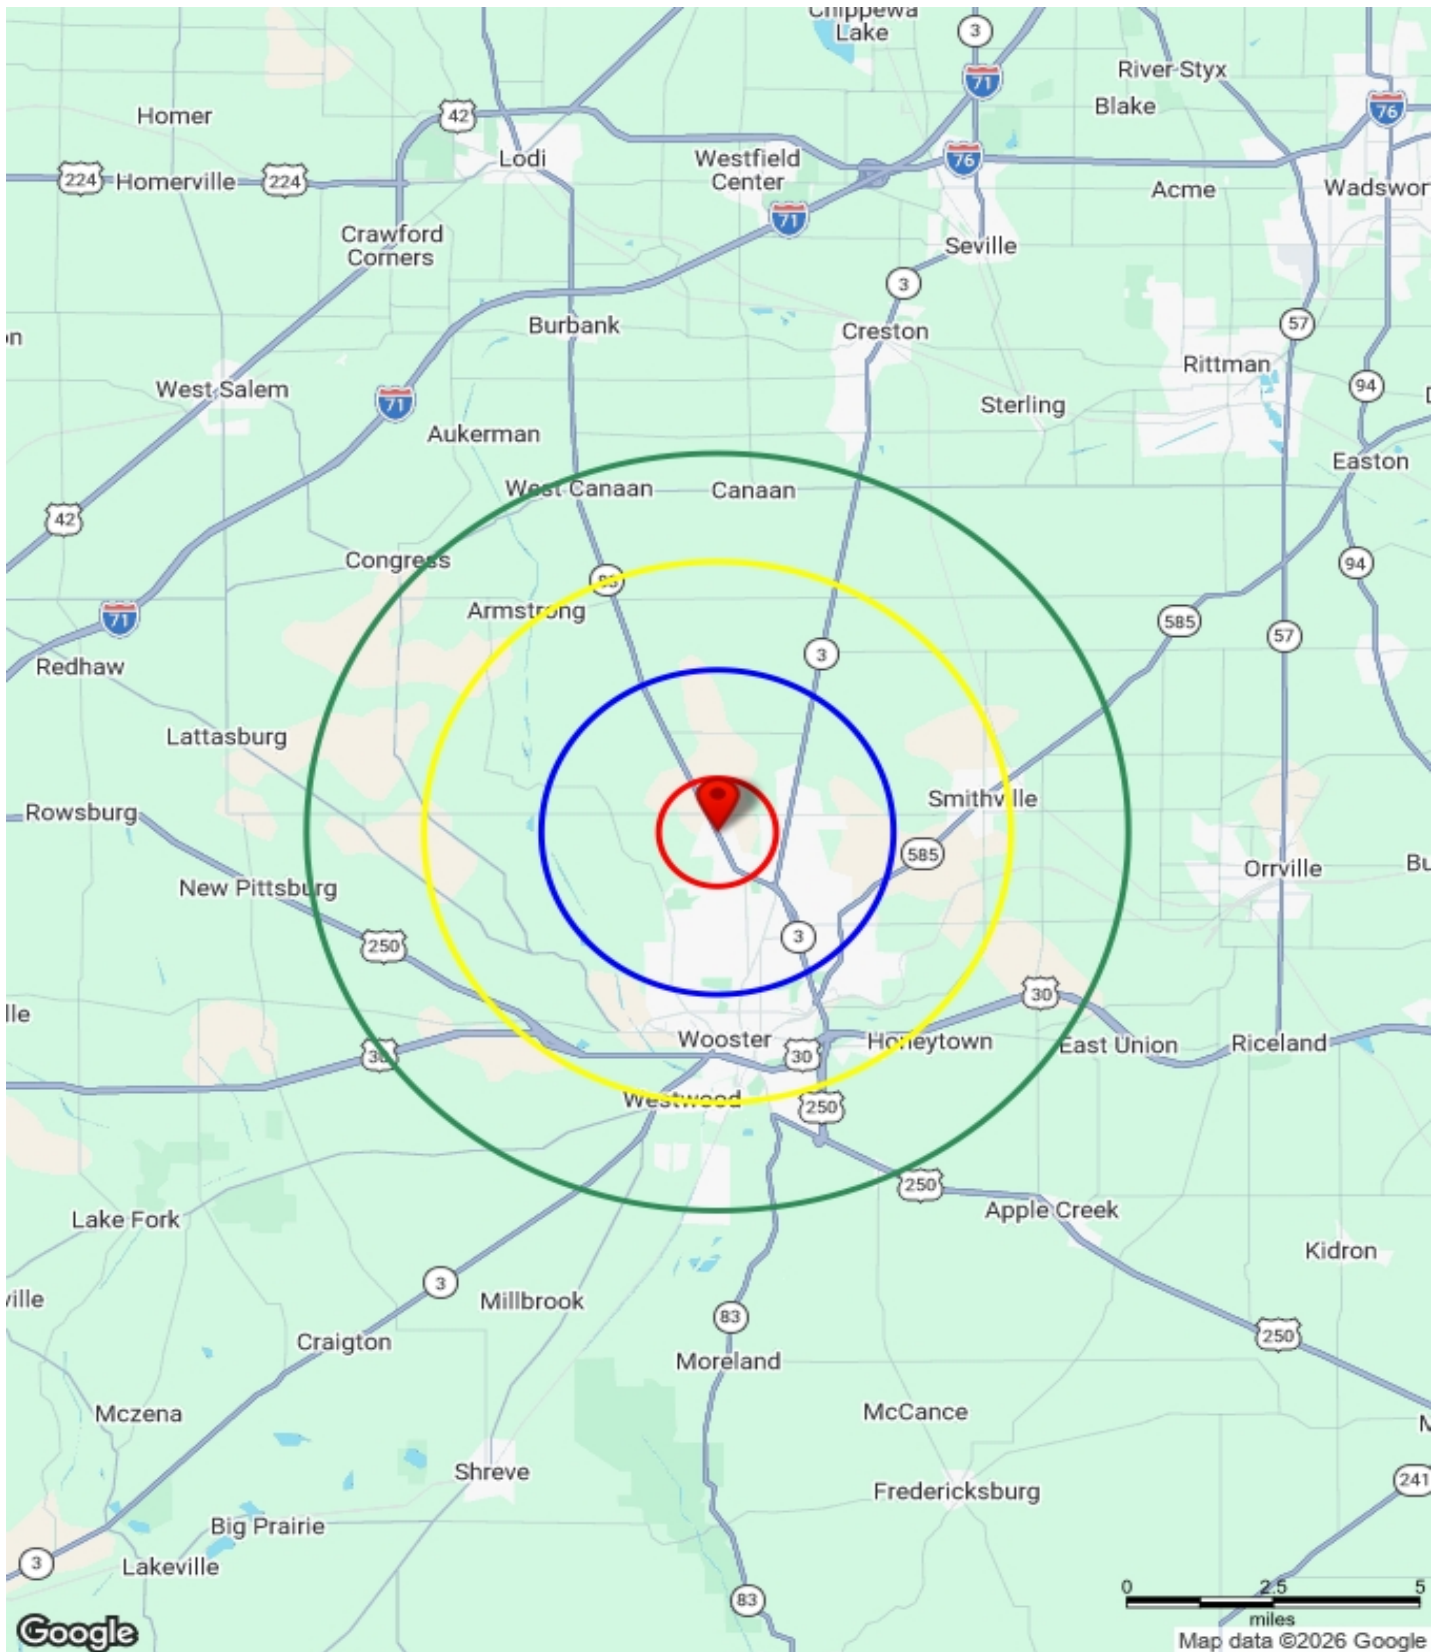 Chippewa
Lake
3
71
River Styx
Blake
76
Homer
42
Lodi
Westfield
Center
76
224
Homerville
224
Acme
71
Crawford
Corners
Seville
3
Burbank
Creston
57
Rittman
West Salem
71
94
Sterling
Aukerman
Easton
West Canaan
Canaan
42
Congress
94
Armstrong
71
585
57
3
Redhaw
Lattasburg
Smithville
Rowsburg
585
Orrville
New Pittsburg
250
3
30
Wooster
30
Honeytown
East Union
Riceland
Westwood
250
250
Lake Fork
Apple Creek
Kidron
3
Millbrook
83
250
Craigton
Moreland
Mczena
McCance
Shreve
241
Fredericksburg
Big Prairie
3
Lakeville
83
0 2.5 5
miles
Google
Map data ©2026 Google